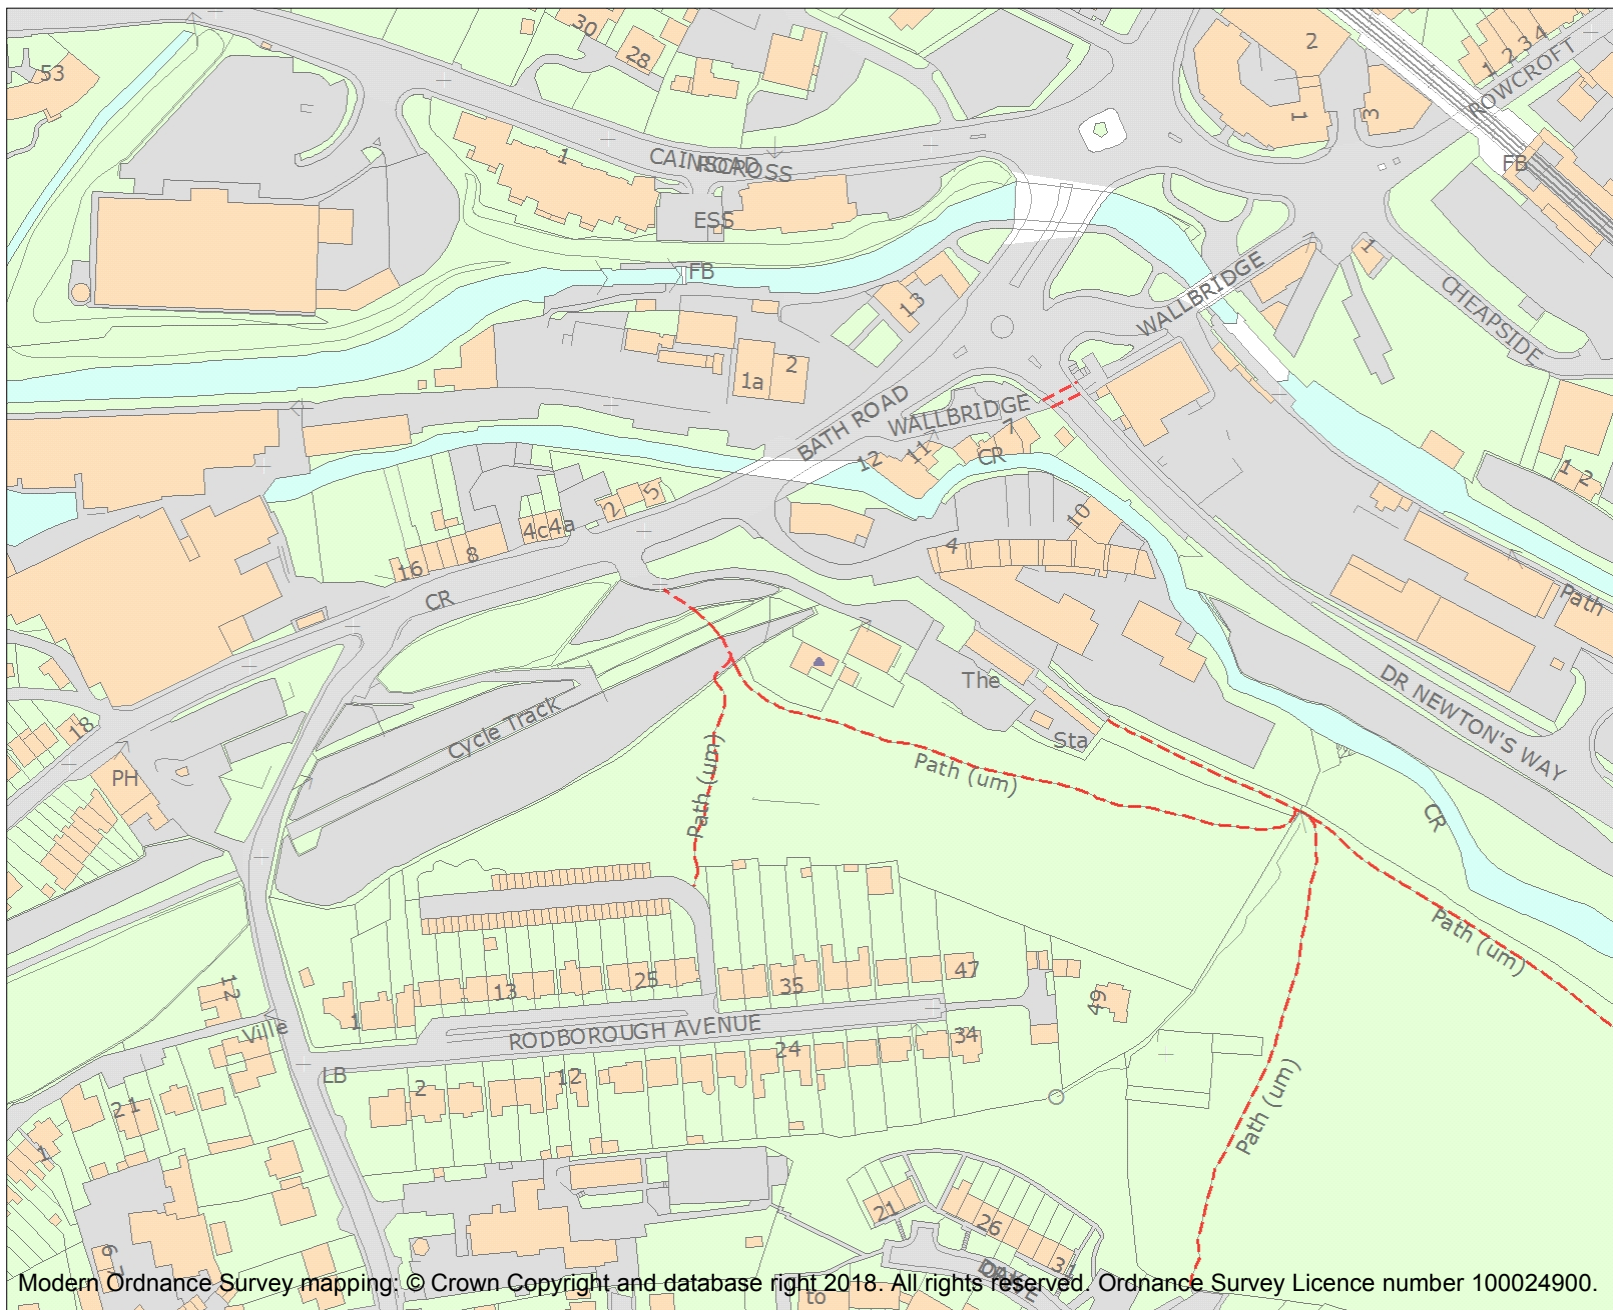 30
28
53
2
1 2 3 4
ROWCROFT
1
3
1
CAINSCROSS
ROAD
FB
ESS
FB
WALLBRIDGE
1
CHEAPSIDE
13
2
1a
BATH ROAD
WALLBRIDGE
7
11
12
CR
1 2
5
2
4c4a
8
16
10
4
CR
Path
The
Sta
DR NEWTON'S WAY
18
Cycle Track
PH
Path (um)
Path (um)
CR
Path (um)
12
13
25
35
47
49
1
Ville
RODBOROUGH AVENUE
LB
2
12
24
34
21
1
Path (um)
21
26
31
Modern Ordnance Survey mapping: © Crown Copyright and database right 2018. All rights reserved. Ordnance Survey Licence number 100024900.
to